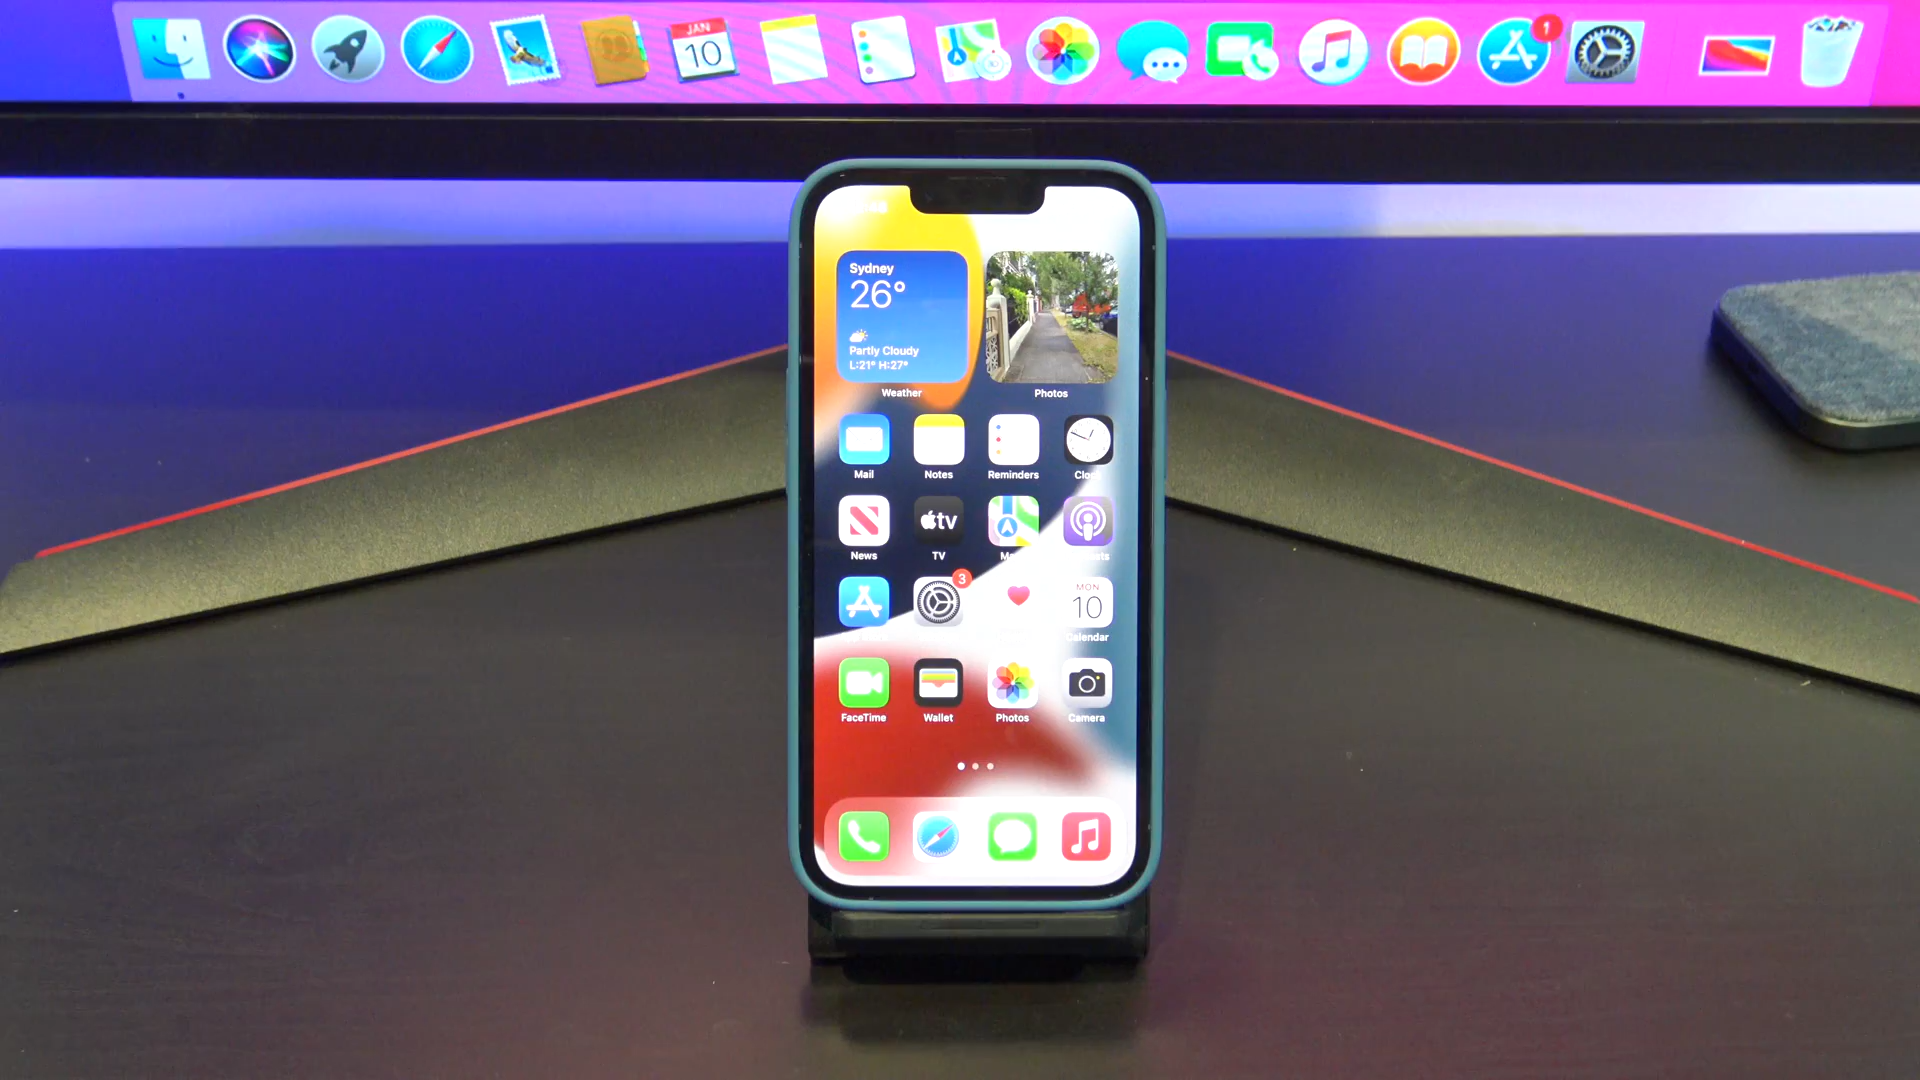 JAN
10
1
Sydney
26°
Partly Cloudy
L:21° H:27°
Weather
Photos
Mail
Notes
Reminders
tv
News
TV
3
MON
10
Calendar
FaceTime
Wallet
Photos
Camera